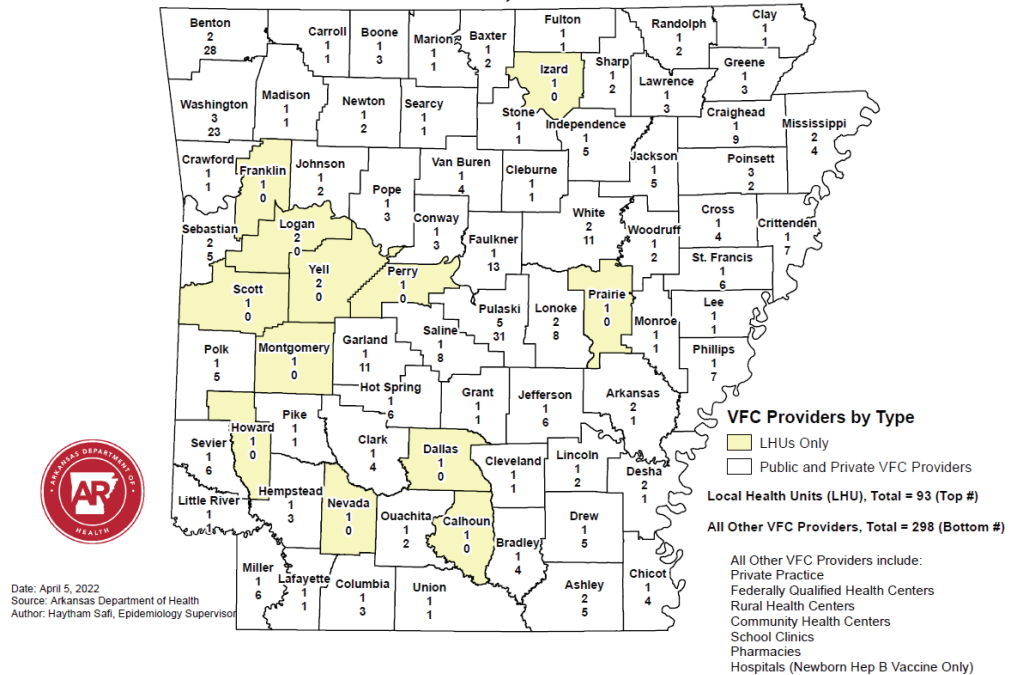 Benton
2
28
Carroll
1
1
Boone
1
3
Marion
1
1
Baxter
1
2
Fulton
1
1
Randolph
1
2
Clay
1
1
Izard
1
0
Sharp
1
2
Lawrence
1
3
Greene
1
3
Washington
3
23
Madison
1
1
Newton
1
2
Searcy
1
1
Stone
1
1
Independence
1
5
Craighead
1
9
Mississippi
2
4
Crawford
1
1
Franklin
1
0
Johnson
1
2
Pope
1
3
Van Buren
1
4
Cleburne
1
1
Jackson
1
5
Poinsett
3
2
Sebastian
2
5
Logan
2
0
Conway
1
3
Faulkner
1
13
White
2
11
Woodruff
1
2
Cross
1
4
Crittenden
1
7
St. Francis
1
6
Scott
1
0
Yell
2
0
Perry
1
0
Pulaski
5
31
Lonoke
2
8
Prairie
1
0
Monroe
1
1
Lee
1
1
Polk
1
5
Montgomery
1
0
Garland
1
11
Saline
1
8
Phillips
1
7
Hot Spring
1
6
Grant
1
1
Jefferson
1
6
Arkansas
2
1
Howard
1
0
Pike
1
1
Sevier
1
6
Clark
1
4
Dallas
1
0
Cleveland
1
1
Lincoln
1
2
Desha
2
1
Little River
1
1
Hempstead
1
3
Nevada
1
0
Ouachita
1
2
Calhoun
1
0
Bradley
1
4
Drew
1
5
Miller
1
6
Lafayette
1
1
Columbia
1
3
Union
1
1
Ashley
2
5
Chicot
1
4
VFC Providers by Type
LHUs Only
Public and Private VFC Providers
Local Health Units (LHU), Total = 93 (Top #)
All Other VFC Providers, Total = 298 (Bottom #)
All Other VFC Providers include:
Private Practice
Federally Qualified Health Centers
Rural Health Centers
Community Health Centers
School Clinics
Pharmacies
Hospitals (Newborn Hep B Vaccine Only)
ARKANSAS DEPARTMENT OF
AR
HEALTH
Date: April 5, 2022
Source: Arkansas Department of Health
Author: Haytham Safi, Epidemiology Supervisor